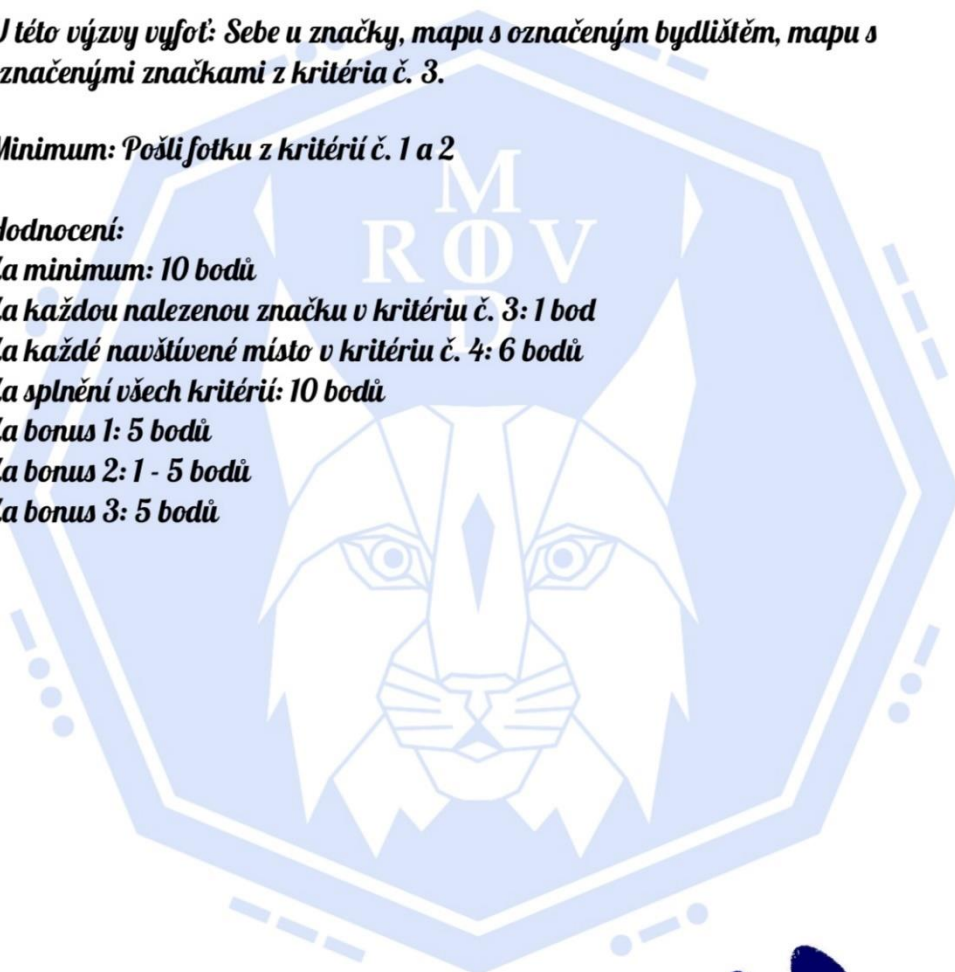 U této výzvy vyfoť: Sebe u značky, mapu s označeným bydlištěm, mapu s
značenými značkami z kritéria č. 3.
Minimum: Pošli fotku z kritérií č. 1 a 2
Hodnocení:
Za minimum: 10 bodů
Za každou nalezenou značku v kritériu č. 3: 1 bod
Za každé navštívené místo v kritériu č. 4: 6 bodů
Za splnění všech kritérií: 10 bodů
Za bonus 1: 5 bodů
Za bonus 2: 1 - 5 bodů
Za bonus 3: 5 bodů
M
R O V
D